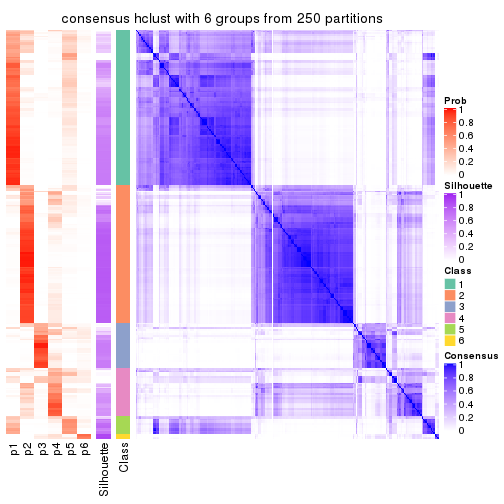 consensus hclust with 6 groups from 250 partitions
Prob
1
0.8
0.6
0.4
0.2
0
Silhouette
1
0.8
0.6
0.4
0.2
0
Class
1
2
3
4
5
6
Consensus
1
0.8
0.6
0.4
0.2
0
p1
p2
p3
p4
p5
p6
Silhouette
Class